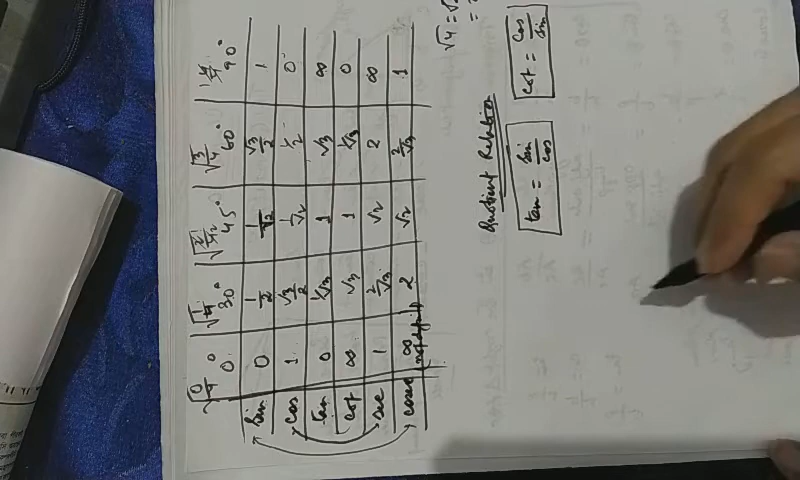 √0/4 √1/4 √2/4 √3/4 √4/4
0° 30° 45° 60° 90°
Sin 0 1/2 1/√2 √3/2 1
cos 1 √3/2 1/√2 1/2 0
tan 0 1/√3 1 √3 ∞
cot ∞ √3 1 1/√3 0
sec 1 2/√3 √2 2 ∞
cosec ∞ 2 √2 2/√3 1
Quotient Relation
tan = sin/cos cot = cos/sin